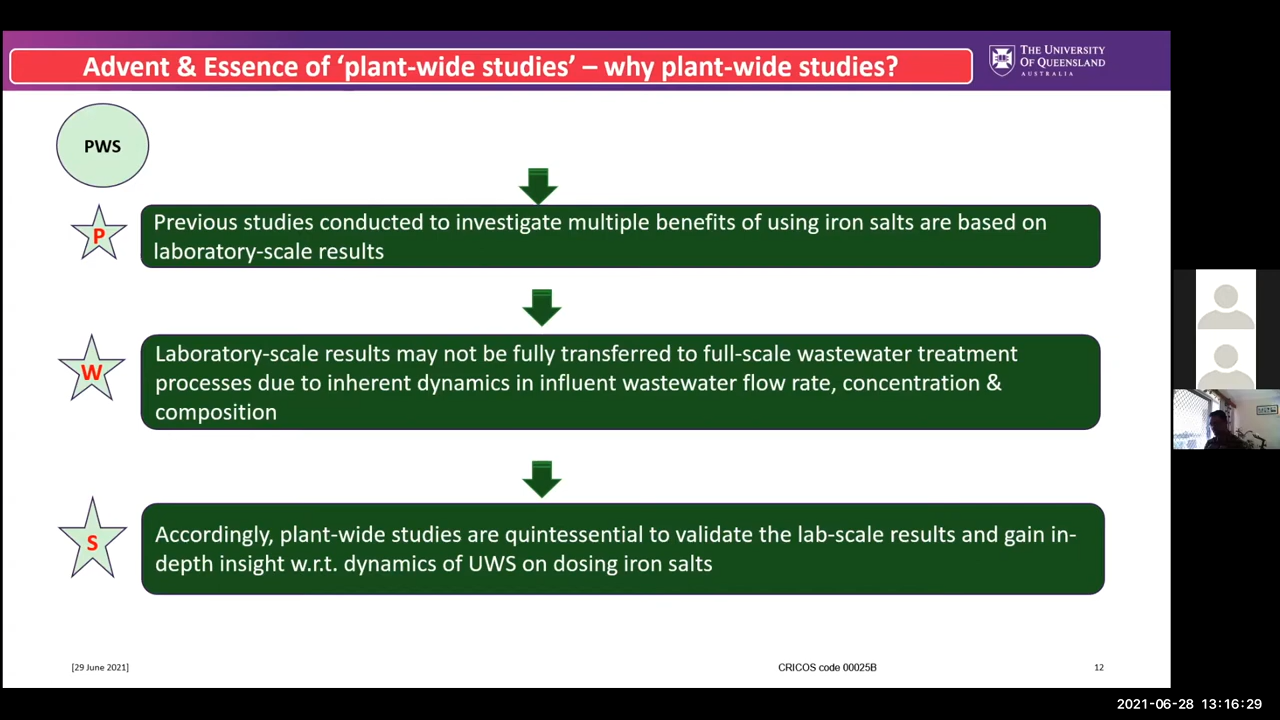 Advent & Essence of ‘plant-wide studies’ – why plant-wide studies?
THE UNIVERSITY
OF QUEENSLAND
AUSTRALIA
PWS
P
Previous studies conducted to investigate multiple benefits of using iron salts are based on
laboratory-scale results
W
Laboratory-scale results may not be fully transferred to full-scale wastewater treatment
processes due to inherent dynamics in influent wastewater flow rate, concentration &
composition
S
Accordingly, plant-wide studies are quintessential to validate the lab-scale results and gain in-
depth insight w.r.t. dynamics of UWS on dosing iron salts
[29 June 2021]
CRICOS code 00025B
12
2021-06-28 13:16:29